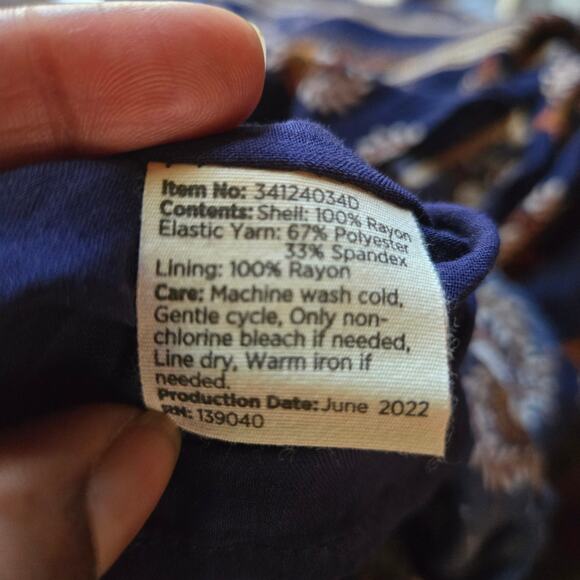 Item No: 34124034D
Contents: Shell: 100% Rayon
Elastic Yarn: 67% Polyester
33% Spandex
Lining: 100% Rayon
Care: Machine wash cold,
Gentle cycle, Only non-
chlorine bleach if needed,
Line dry, Warm iron if
needed.
Production Date: June 2022
RN: 139040